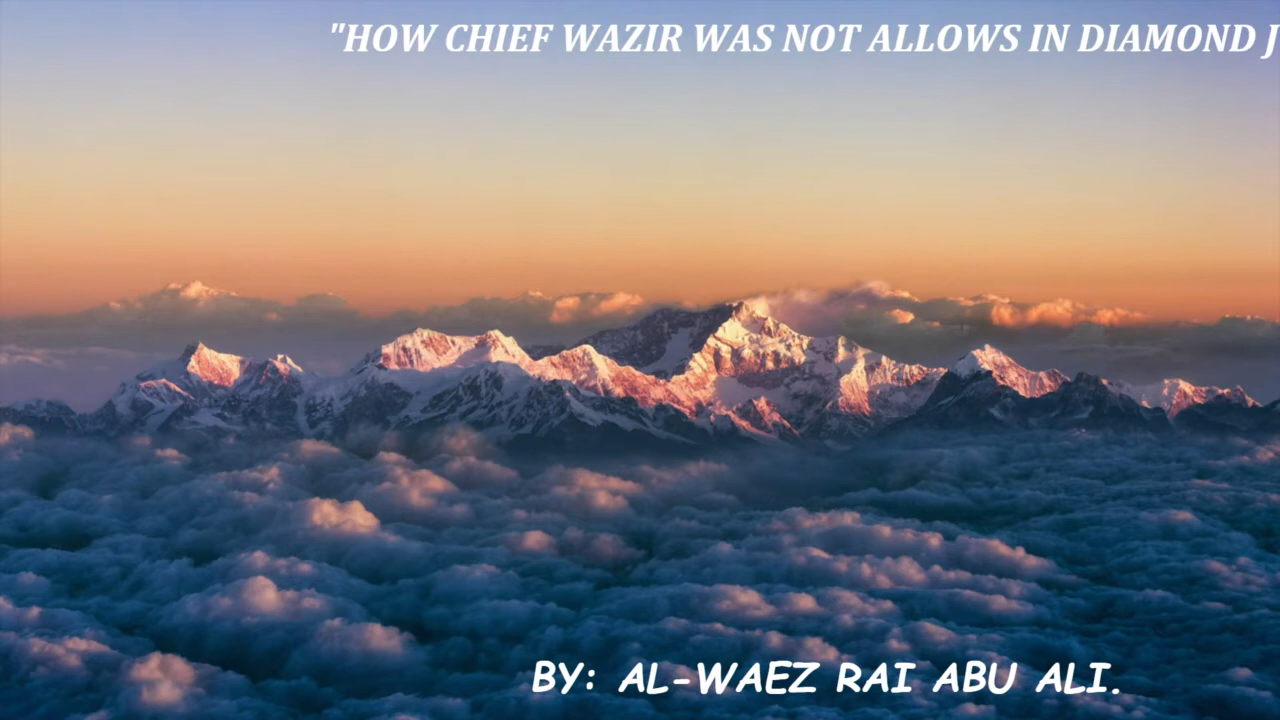 "HOW CHIEF WAZIR WAS NOT ALLOWS IN DIAMOND J
BY: AL-WAEZ RAI ABU ALI.